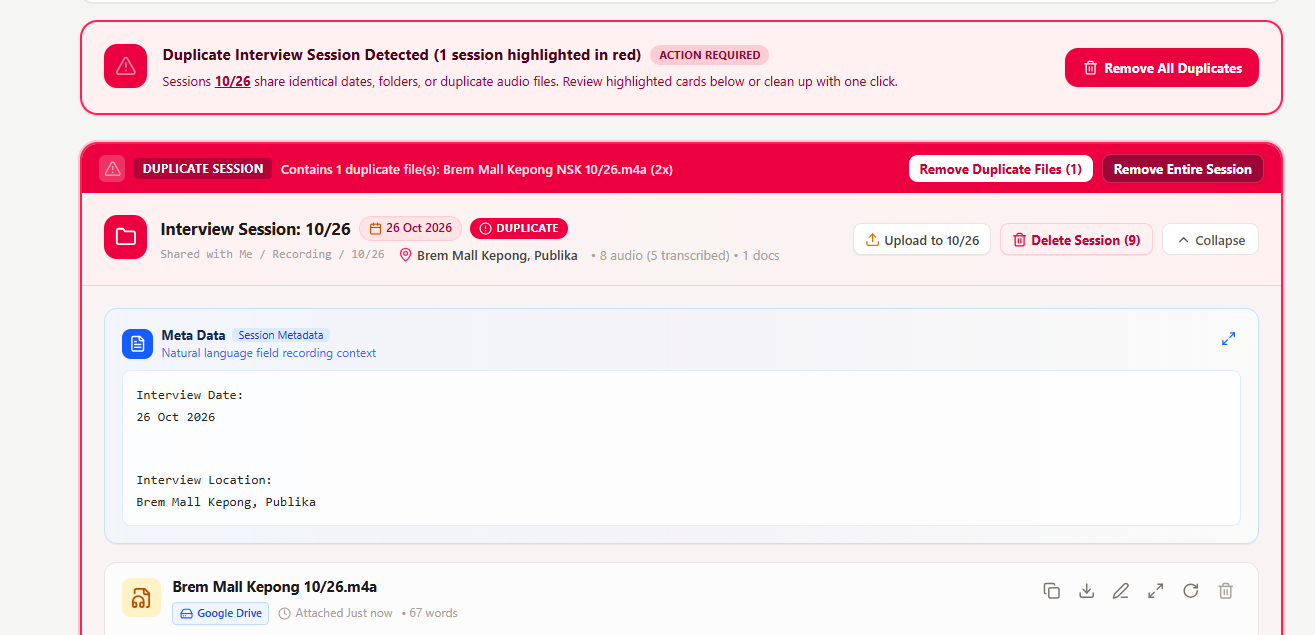 Duplicate Interview Session Detected (1 session highlighted in red) ACTION REQUIRED
Sessions 10/26 share identical dates, folders, or duplicate audio files. Review highlighted cards below or clean up with one click.
Remove All Duplicates
DUPLICATE SESSION Contains 1 duplicate file(s): Brem Mall Kepong NSK 10/26.m4a (2x) Remove Duplicate Files (1) Remove Entire Session
Interview Session: 10/26 26 Oct 2026 DUPLICATE
Shared with Me / Recording / 10/26 Brem Mall Kepong, Publika • 8 audio (5 transcribed) • 1 docs
Upload to 10/26 Delete Session (9) Collapse
Meta Data Session Metadata
Natural language field recording context
Interview Date:
26 Oct 2026
Interview Location:
Brem Mall Kepong, Publika
Brem Mall Kepong 10/26.m4a
Google Drive Attached Just now • 67 words